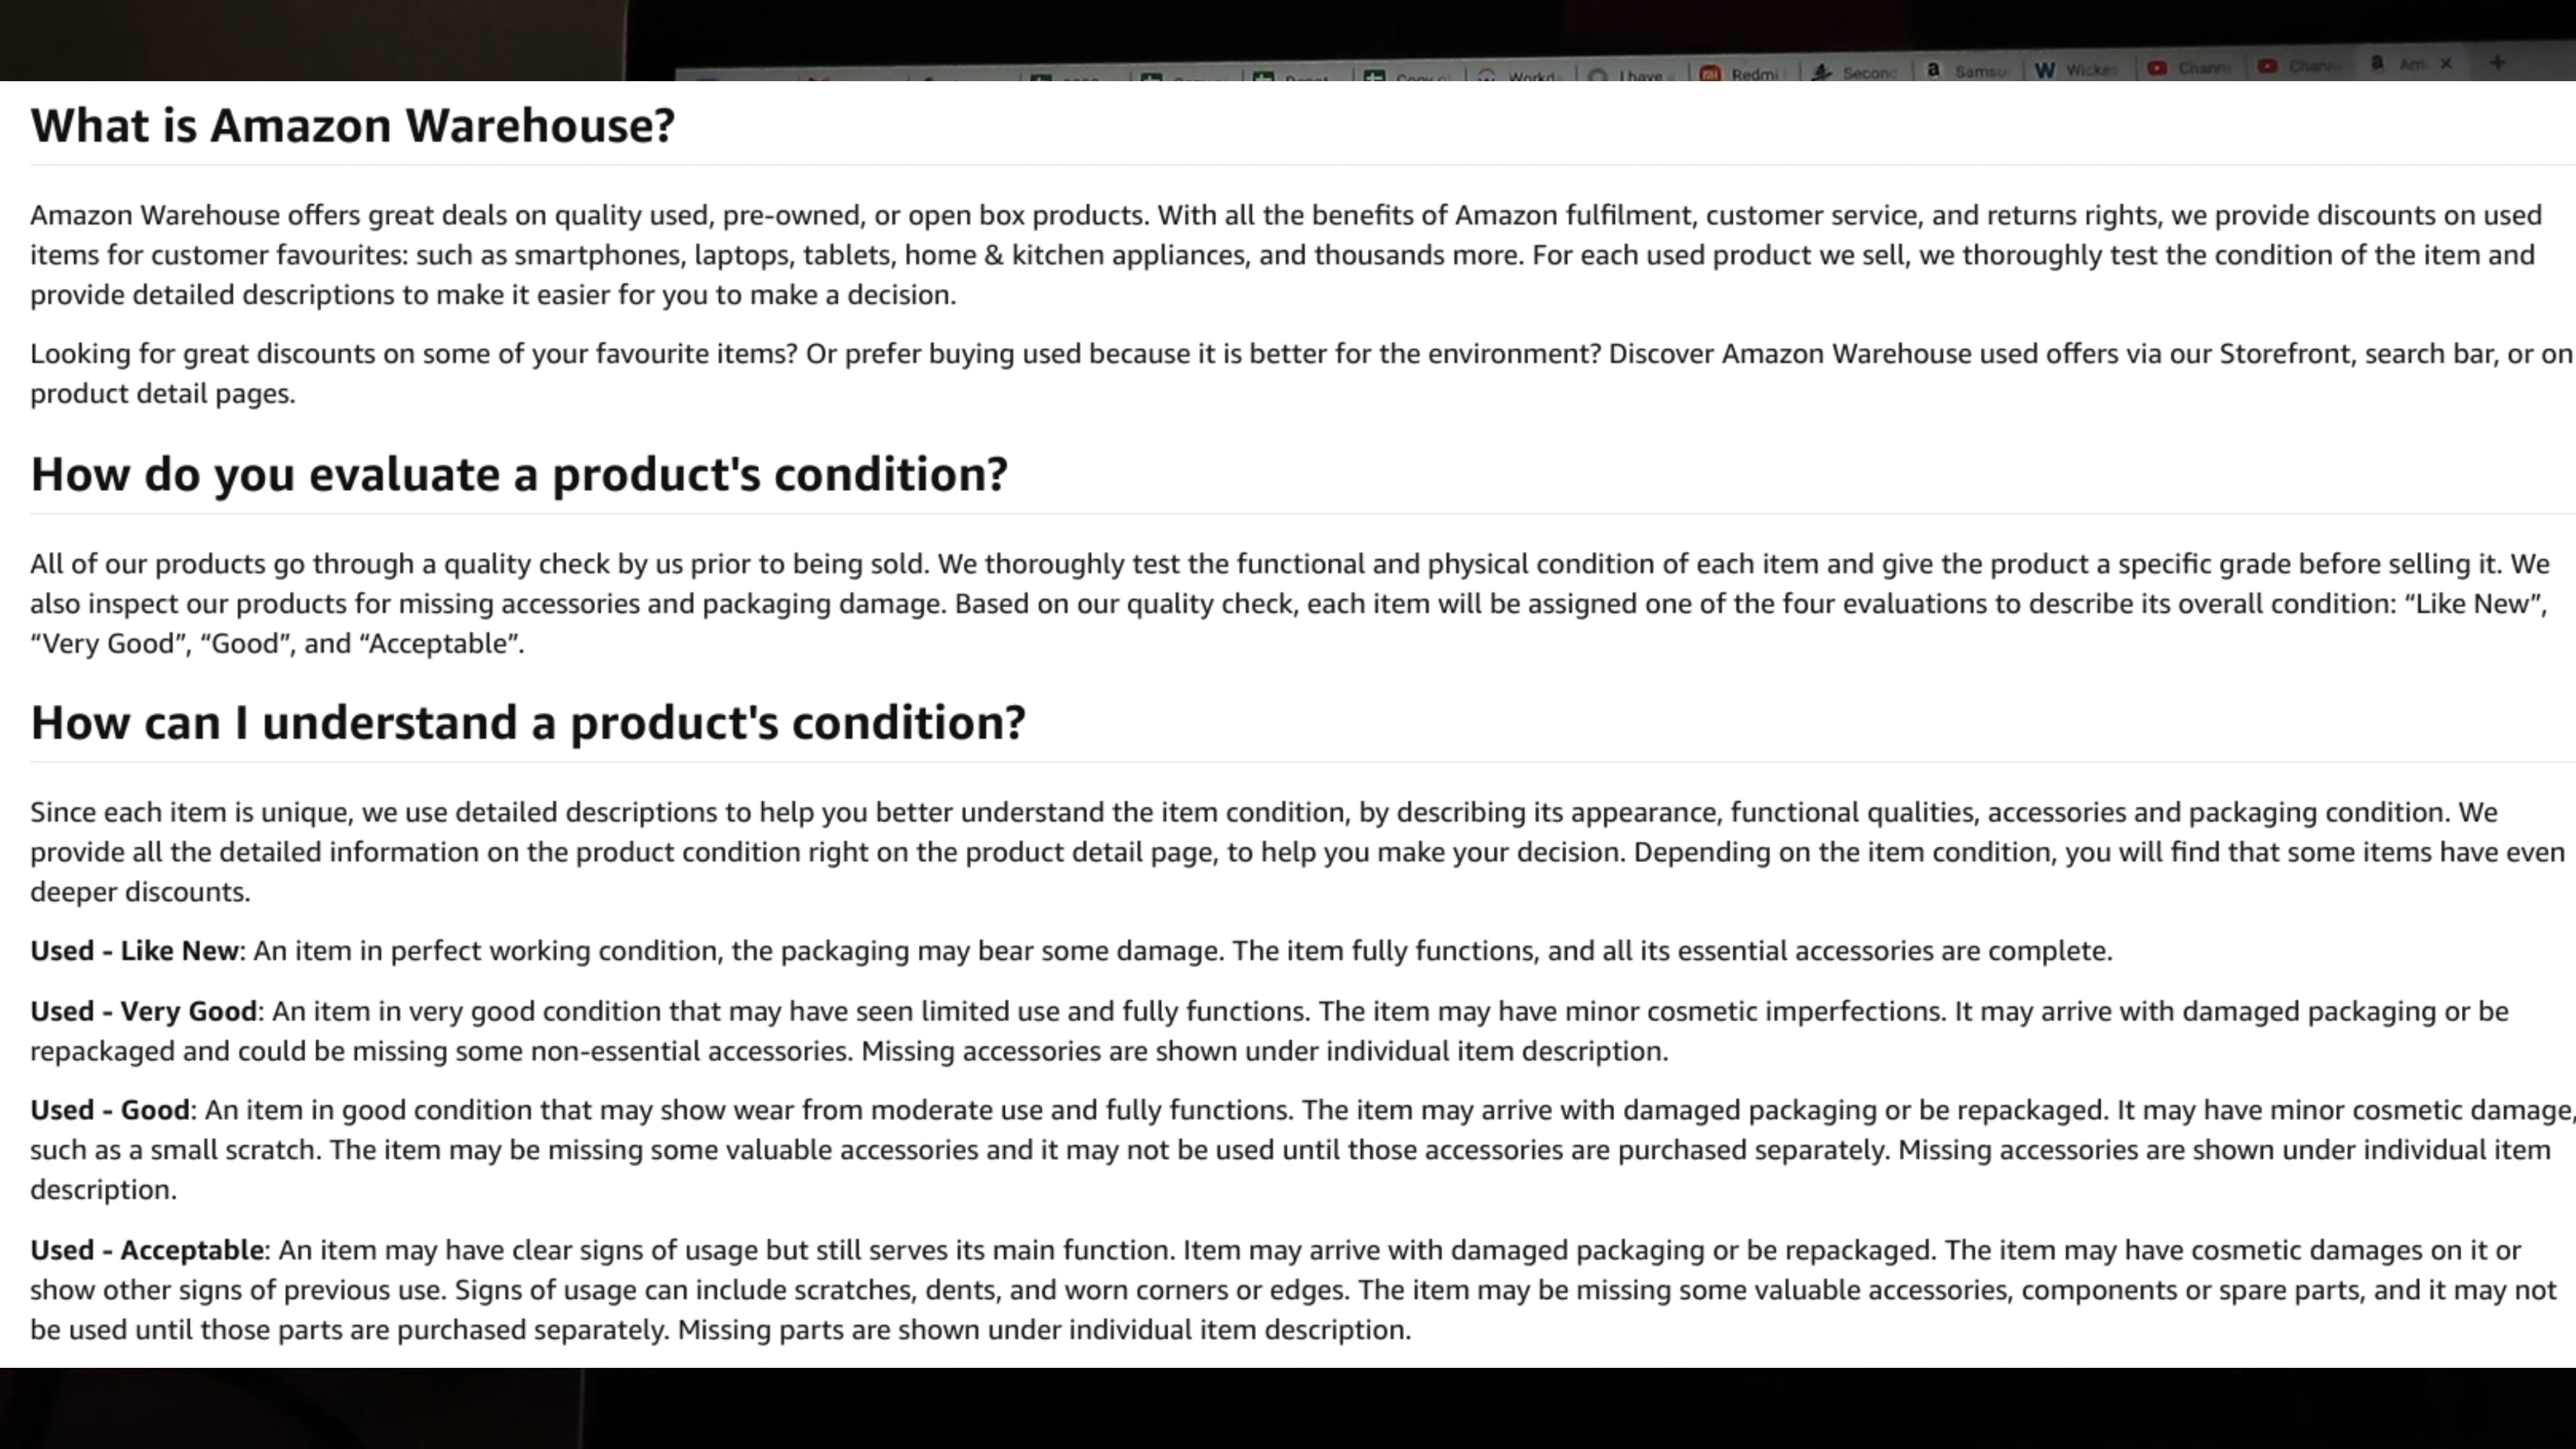 Redmi
Second
Samsu
Wickes
Chann
Chann
Am
What is Amazon Warehouse?
Amazon Warehouse offers great deals on quality used, pre-owned, or open box products. With all the benefits of Amazon fulfilment, customer service, and returns rights, we provide discounts on used
items for customer favourites: such as smartphones, laptops, tablets, home & kitchen appliances, and thousands more. For each used product we sell, we thoroughly test the condition of the item and
provide detailed descriptions to make it easier for you to make a decision.
Looking for great discounts on some of your favourite items? Or prefer buying used because it is better for the environment? Discover Amazon Warehouse used offers via our Storefront, search bar, or on
product detail pages.
How do you evaluate a product's condition?
All of our products go through a quality check by us prior to being sold. We thoroughly test the functional and physical condition of each item and give the product a specific grade before selling it. We
also inspect our products for missing accessories and packaging damage. Based on our quality check, each item will be assigned one of the four evaluations to describe its overall condition: “Like New”,
“Very Good”, “Good”, and “Acceptable”.
How can I understand a product's condition?
Since each item is unique, we use detailed descriptions to help you better understand the item condition, by describing its appearance, functional qualities, accessories and packaging condition. We
provide all the detailed information on the product condition right on the product detail page, to help you make your decision. Depending on the item condition, you will find that some items have even
deeper discounts.
Used - Like New: An item in perfect working condition, the packaging may bear some damage. The item fully functions, and all its essential accessories are complete.
Used - Very Good: An item in very good condition that may have seen limited use and fully functions. The item may have minor cosmetic imperfections. It may arrive with damaged packaging or be
repackaged and could be missing some non-essential accessories. Missing accessories are shown under individual item description.
Used - Good: An item in good condition that may show wear from moderate use and fully functions. The item may arrive with damaged packaging or be repackaged. It may have minor cosmetic damage,
such as a small scratch. The item may be missing some valuable accessories and it may not be used until those accessories are purchased separately. Missing accessories are shown under individual item
description.
Used - Acceptable: An item may have clear signs of usage but still serves its main function. Item may arrive with damaged packaging or be repackaged. The item may have cosmetic damages on it or
show other signs of previous use. Signs of usage can include scratches, dents, and worn corners or edges. The item may be missing some valuable accessories, components or spare parts, and it may not
be used until those parts are purchased separately. Missing parts are shown under individual item description.